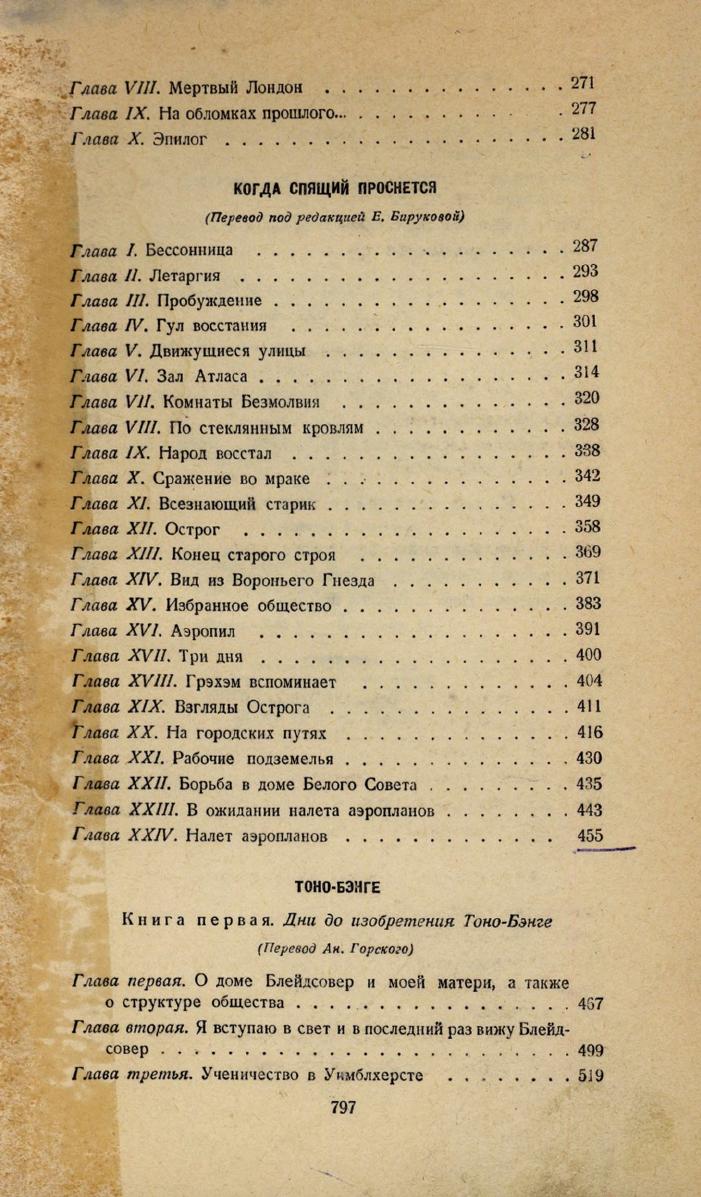 Глава VIII. Мертвый Лондон . . . . . . . . . . . . . . 271
Глава IX. На обломках прошлого... . . . . . . . . . . . 277
Глава X. Эпилог . . . . . . . . . . . . . . . . . . . 281
КОГДА СПЯЩИЙ ПРОСНЕТСЯ
(Перевод под редакцией Е. Бируковой)
Глава I. Бессонница . . . . . . . . . . . . . . . . . 287
Глава II. Летаргия . . . . . . . . . . . . . . . . . . 293
Глава III. Пробуждение . . . . . . . . . . . . . . . . 298
Глава IV. Гул восстания . . . . . . . . . . . . . . . 301
Глава V. Движущиеся улицы . . . . . . . . . . . . . . 311
Глава VI. Зал Атласа . . . . . . . . . . . . . . . . . 314
Глава VII. Комнаты Безмолвия . . . . . . . . . . . . . 320
Глава VIII. По стеклянным кровлям . . . . . . . . . . . 328
Глава IX. Народ восстал . . . . . . . . . . . . . . . 338
Глава X. Сражение во мраке . . . . . . . . . . . . . . 342
Глава XI. Всезнающий старик . . . . . . . . . . . . . . 349
Глава XII. Острог . . . . . . . . . . . . . . . . . . 358
Глава XIII. Конец старого строя . . . . . . . . . . . . 369
Глава XIV. Вид из Вороньего Гнезда . . . . . . . . . . 371
Глава XV. Избранное общество . . . . . . . . . . . . . 383
Глава XVI. Аэропил . . . . . . . . . . . . . . . . . 391
Глава XVII. Три дня . . . . . . . . . . . . . . . . . 400
Глава XVIII. Грэхэм вспоминает . . . . . . . . . . . . 404
Глава XIX. Взгляды Острога . . . . . . . . . . . . . . 411
Глава XX. На городских путях . . . . . . . . . . . . . 416
Глава XXI. Рабочие подземелья . . . . . . . . . . . . . 430
Глава XXII. Борьба в доме Белого Совета . . . . . . . . 435
Глава XXIII. В ожидании налета аэропланов . . . . . . . 443
Глава XXIV. Налет аэропланов . . . . . . . . . . . . 455
ТОНО-БЭНГЕ
Книга первая. Дни до изобретения Тоно-Бэнге
(Перевод Ан. Горского)
Глава первая. О доме Блейдсовер и моей матери, а также
о структуре общества . . . . . . . . . . . . . . . 467
Глава вторая. Я вступаю в свет и в последний раз вижу Блейд-
совер . . . . . . . . . . . . . . . . . . . . . . 499
Глава третья. Ученичество в Уимблхерсте . . . . . . . . 519
797